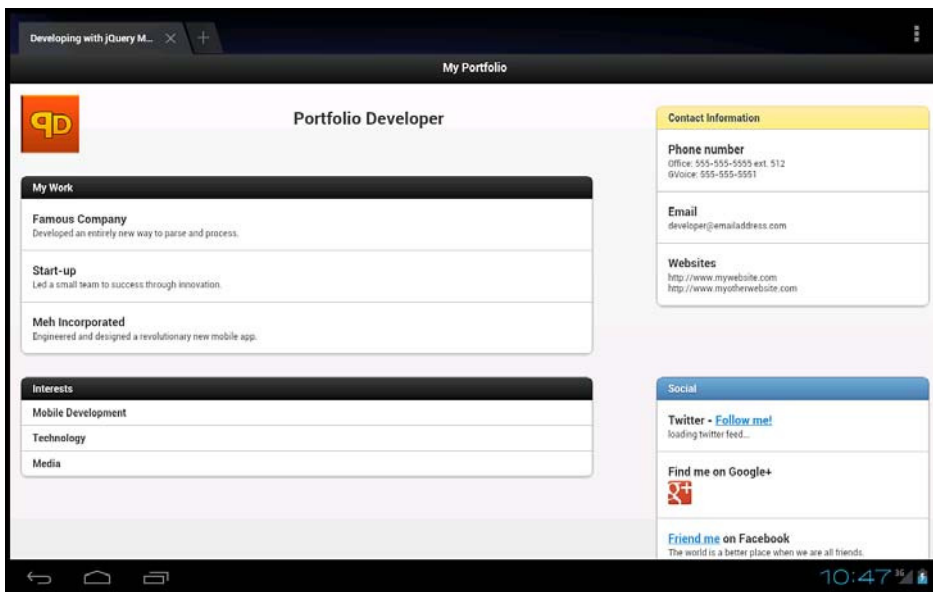 Developing with jQuery M...
My Portfolio
PD
Portfolio Developer
My Work
Famous Company
Developed an entirely new way to parse and process.
Start-up
Led a small team to success through innovation.
Meh Incorporated
Engineered and designed a revolutionary new mobile app.
Interests
Mobile Development
Technology
Media
Contact Information
Phone number
Office: 555-555-5555 ext. 512
GVoice: 555-555-5551
Email
developer@emailaddress.com
Websites
http://www.mywebsite.com
http://www.myotherwebsite.com
Social
Twitter - Follow me!
loading twitter feed...
Find me on Google+
g+
Friend me on Facebook
The world is a better place when we are all friends.
10:47 3G